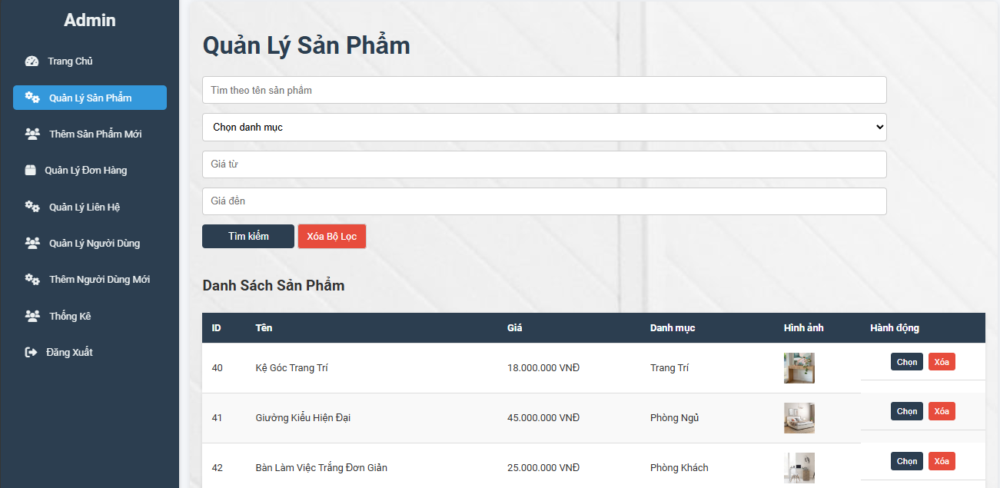 Admin
Trang Chủ
Quản Lý Sản Phẩm
Thêm Sản Phẩm Mới
Quản Lý Đơn Hàng
Quản Lý Liên Hệ
Quản Lý Người Dùng
Thêm Người Dùng Mới
Thống Kê
Đăng Xuất
Quản Lý Sản Phẩm
Tìm theo tên sản phẩm
Chọn danh mục
Giá từ
Giá đến
Tìm kiếm Xóa Bộ Lọc
Danh Sách Sản Phẩm
ID Tên Giá Danh mục Hình ảnh Hành động
40 Kệ Góc Trang Trí 18.000.000 VNĐ Trang Trí Chọn Xóa
41 Giường Kiểu Hiện Đại 45.000.000 VNĐ Phòng Ngủ Chọn Xóa
42 Bàn Làm Việc Trắng Đơn Giản 25.000.000 VNĐ Phòng Khách Chọn Xóa